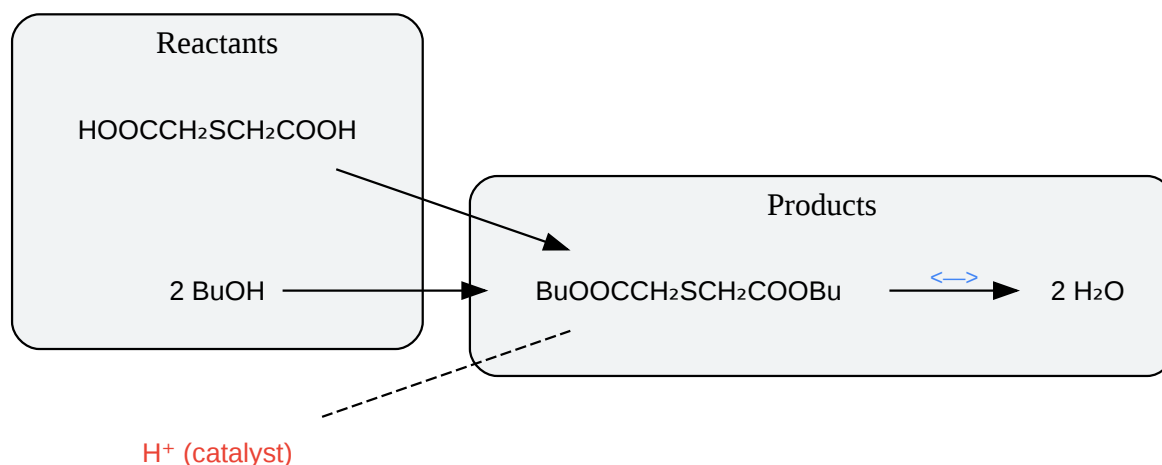 Reactants
HOOCCH₂SCH₂COOH
2 BuOH
Products
<—>
BuOOCCH₂SCH₂COOBu
2 H₂O
H⁺ (catalyst)